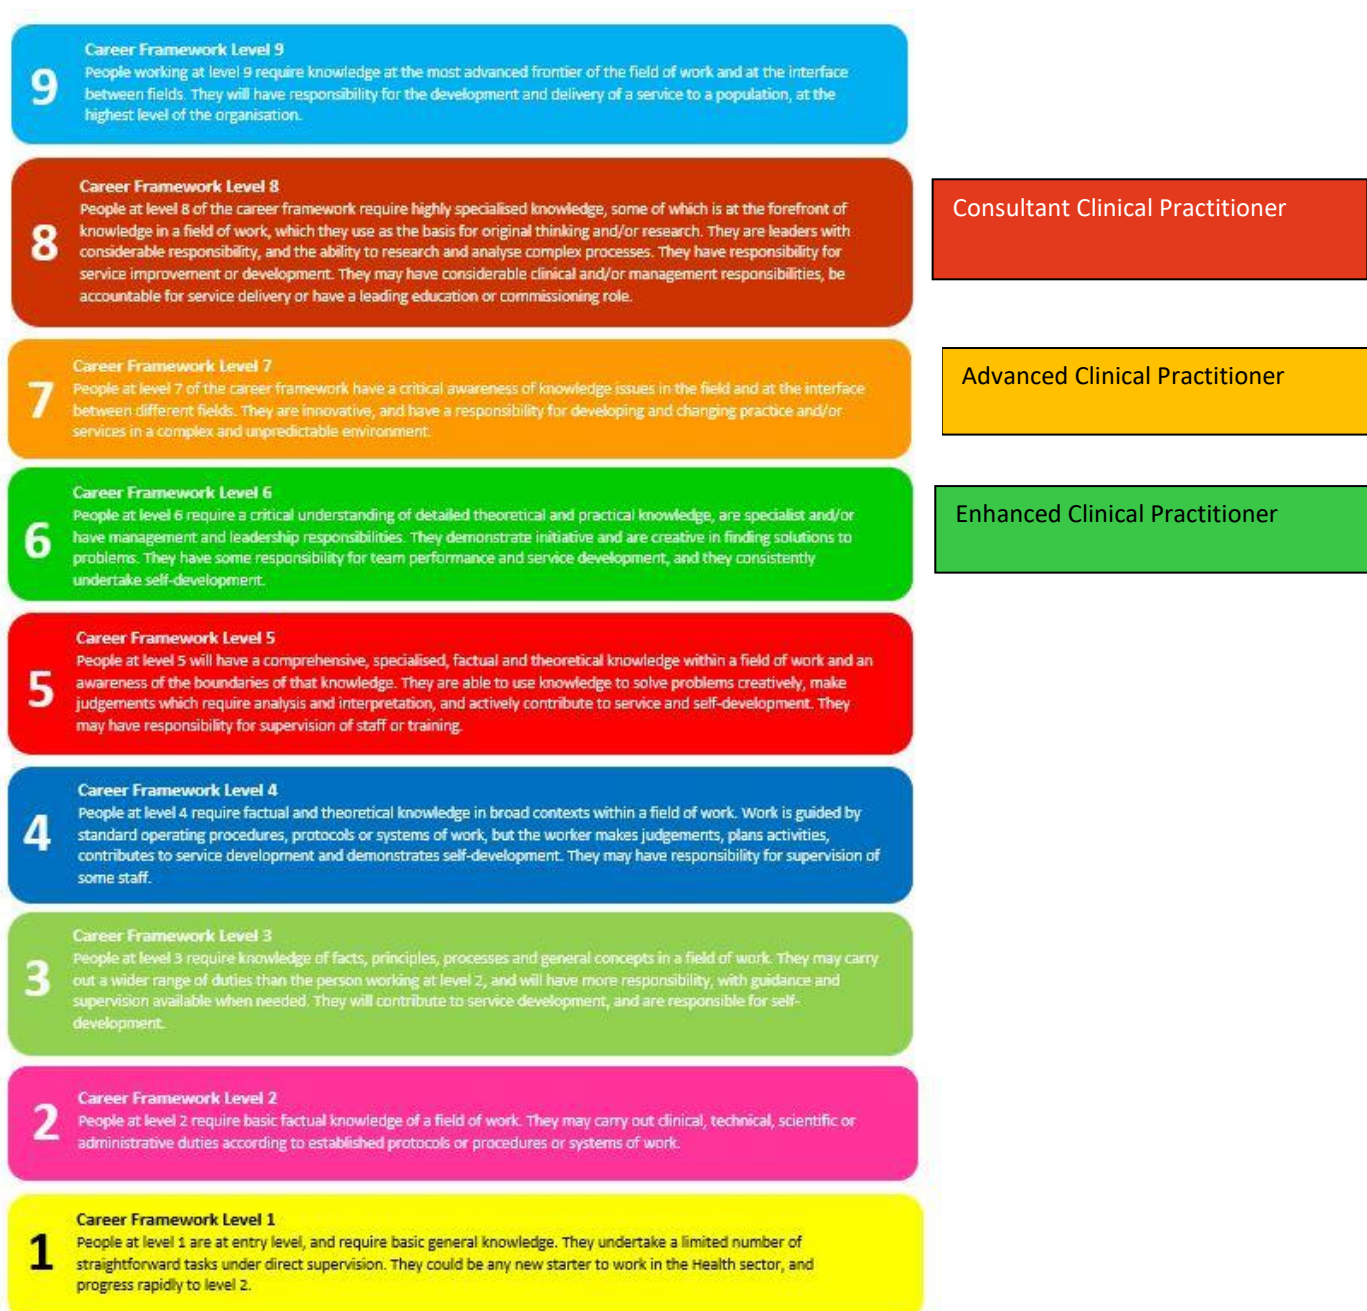 Career Framework Level 9
9
People working at level 9 require knowledge at the most advanced frontier of the field of work and at the interface
between fields. They will have responsibility for the development and delivery of a service to a population, at the
highest level of the organisation.
Career Framework Level 8
8
People at level 8 of the career framework require highly specialised knowledge, some of which is at the forefront of
knowledge in a field of work, which they use as the basis for original thinking and/or research. They are leaders with
considerable responsibility, and the ability to research and analyse complex processes. They have responsibility for
service improvement or development. They may have considerable clinical and/or management responsibilities, be
accountable for service delivery or have a leading education or commissioning role.
Consultant Clinical Practitioner
Career Framework Level 7
7
People at level 7 of the career framework have a critical awareness of knowledge issues in the field and at the interface
between different fields. They are innovative, and have a responsibility for developing and changing practice and/or
services in a complex and unpredictable environment.
Advanced Clinical Practitioner
Career Framework Level 6
6
People at level 6 require a critical understanding of detailed theoretical and practical knowledge, are specialist and/or
have management and leadership responsibilities. They demonstrate initiative and are creative in finding solutions to
problems. They have some responsibility for team performance and service development, and they consistently
undertake self-development.
Enhanced Clinical Practitioner
Career Framework Level 5
5
People at level 5 will have a comprehensive, specialised, factual and theoretical knowledge within a field of work and an
awareness of the boundaries of that knowledge. They are able to use knowledge to solve problems creatively, make
judgements which require analysis and interpretation, and actively contribute to service and self-development. They
may have responsibility for supervision of staff or training.
Career Framework Level 4
4
People at level 4 require factual and theoretical knowledge in broad contexts within a field of work. Work is guided by
standard operating procedures, protocols or systems of work, but the worker makes judgements, plans activities,
contributes to service development and demonstrates self-development. They may have responsibility for supervision of
some staff.
Career Framework Level 3
3
People at level 3 require knowledge of facts, principles, processes and general concepts in a field of work. They may carry
out a wider range of duties than the person working at level 2, and will have more responsibility, with guidance and
supervision available when needed. They will contribute to service development, and are responsible for self-
development.
Career Framework Level 2
2
People at level 2 require basic factual knowledge of a field of work. They may carry out clinical, technical, scientific or
administrative duties according to established protocols or procedures or systems of work.
Career Framework Level 1
1
People at level 1 are at entry level, and require basic general knowledge. They undertake a limited number of
straightforward tasks under direct supervision. They could be any new starter to work in the Health sector, and
progress rapidly to level 2.